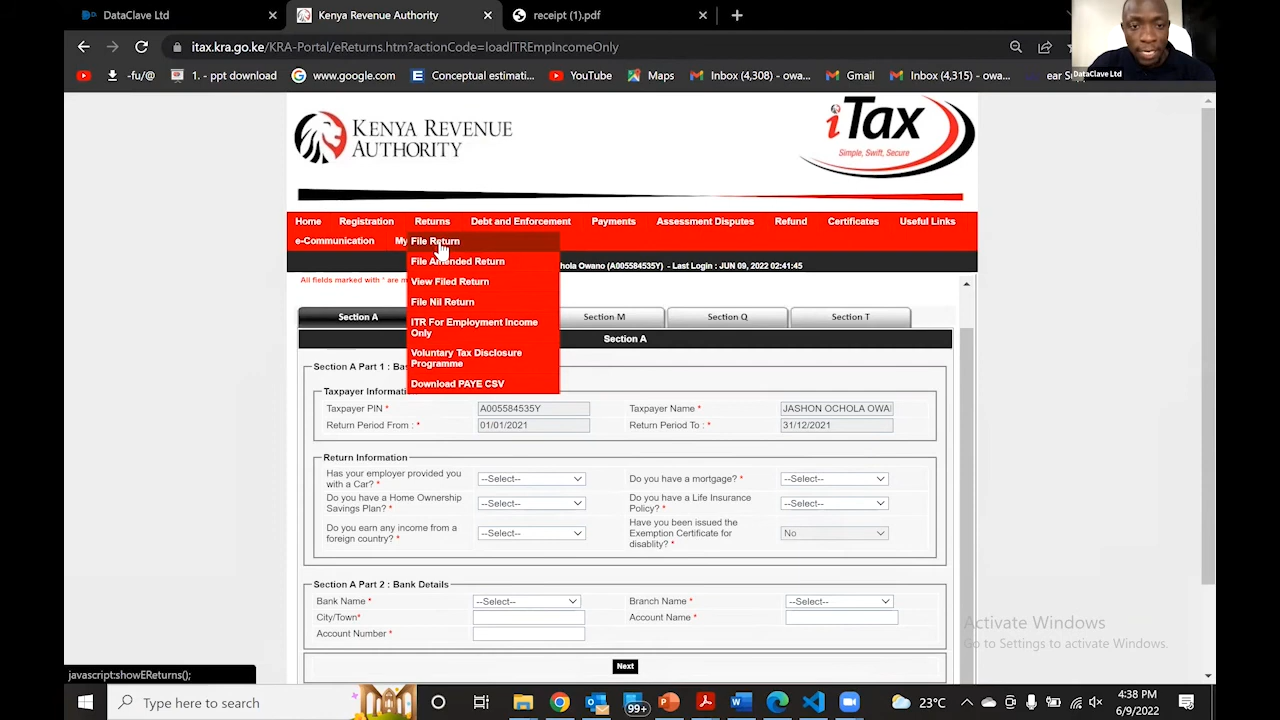 DataClave Ltd
Kenya Revenue Authority
receipt (1).pdf
itax.kra.go.ke/KRA-Portal/eReturns.htm?actionCode=loadITREmpIncomeOnly
-fu/@
1. - ppt download
www.google.com
Conceptual estimati...
YouTube
Maps
Inbox (4,308) - owa...
Gmail
Inbox (4,315) - owa...
DataClave Ltd
KENYA REVENUE
AUTHORITY
iTax
Simple, Swift, Secure
Home Registration Returns Debt and Enforcement Payments Assessment Disputes Refund Certificates Useful Links
e-Communication My
File Return
File Amended Return
View Filed Return
File Nil Return
ITR For Employment Income
Only
Voluntary Tax Disclosure
Programme
Download PAYE CSV
hola Owano (A005584535Y) - Last Login : JUN 09, 2022 02:41:45
All fields marked with * are m
Section A Section M Section Q Section T
Section A
Section A Part 1 : Ba
Taxpayer Informati
Taxpayer PIN * A005584535Y Taxpayer Name * JASHON OCHOLA OWA
Return Period From : * 01/01/2021 Return Period To : * 31/12/2021
Return Information
Has your employer provided you
with a Car? * --Select-- Do you have a mortgage? * --Select--
Do you have a Home Ownership
Savings Plan? * --Select-- Do you have a Life Insurance
Policy? * --Select--
Do you earn any income from a
foreign country? * --Select-- Have you been issued the
Exemption Certificate for
disablity? * No
Section A Part 2 : Bank Details
Bank Name * --Select-- Branch Name * --Select--
City/Town* Account Name *
Account Number *
Next
Activate Windows
Go to Settings to activate Windows.
javascript:showEReturns();
Type here to search
99+
23°C
4:38 PM
6/9/2022